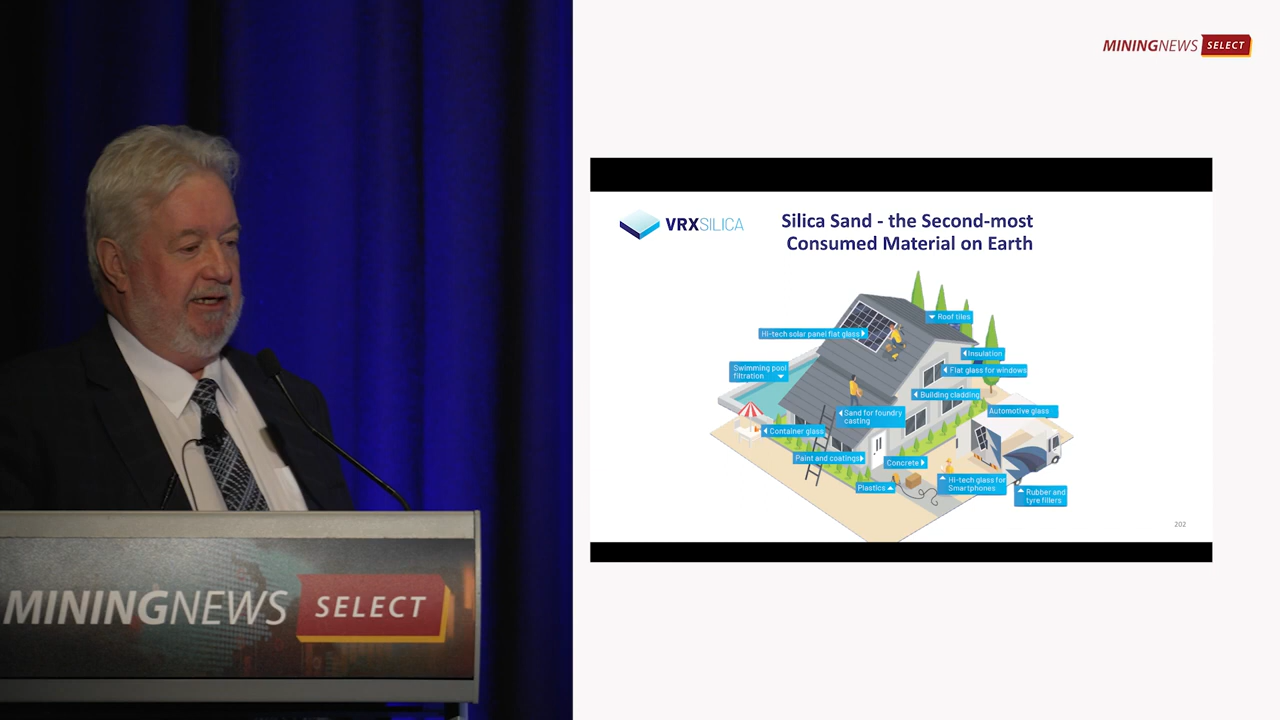 MININGNEWS SELECT
VRXSILICA
Silica Sand - the Second-most
Consumed Material on Earth
Roof tiles
Hi-tech solar panel flat glass
Insulation
Swimming pool
filtration
Flat glass for windows
Building cladding
Sand for foundry
casting
Automotive glass
Container glass
Paint and coatings
Concrete
Plastics
Hi-tech glass for
Smartphones
Rubber and
tyre fillers
202
MININGNEWS SELECT